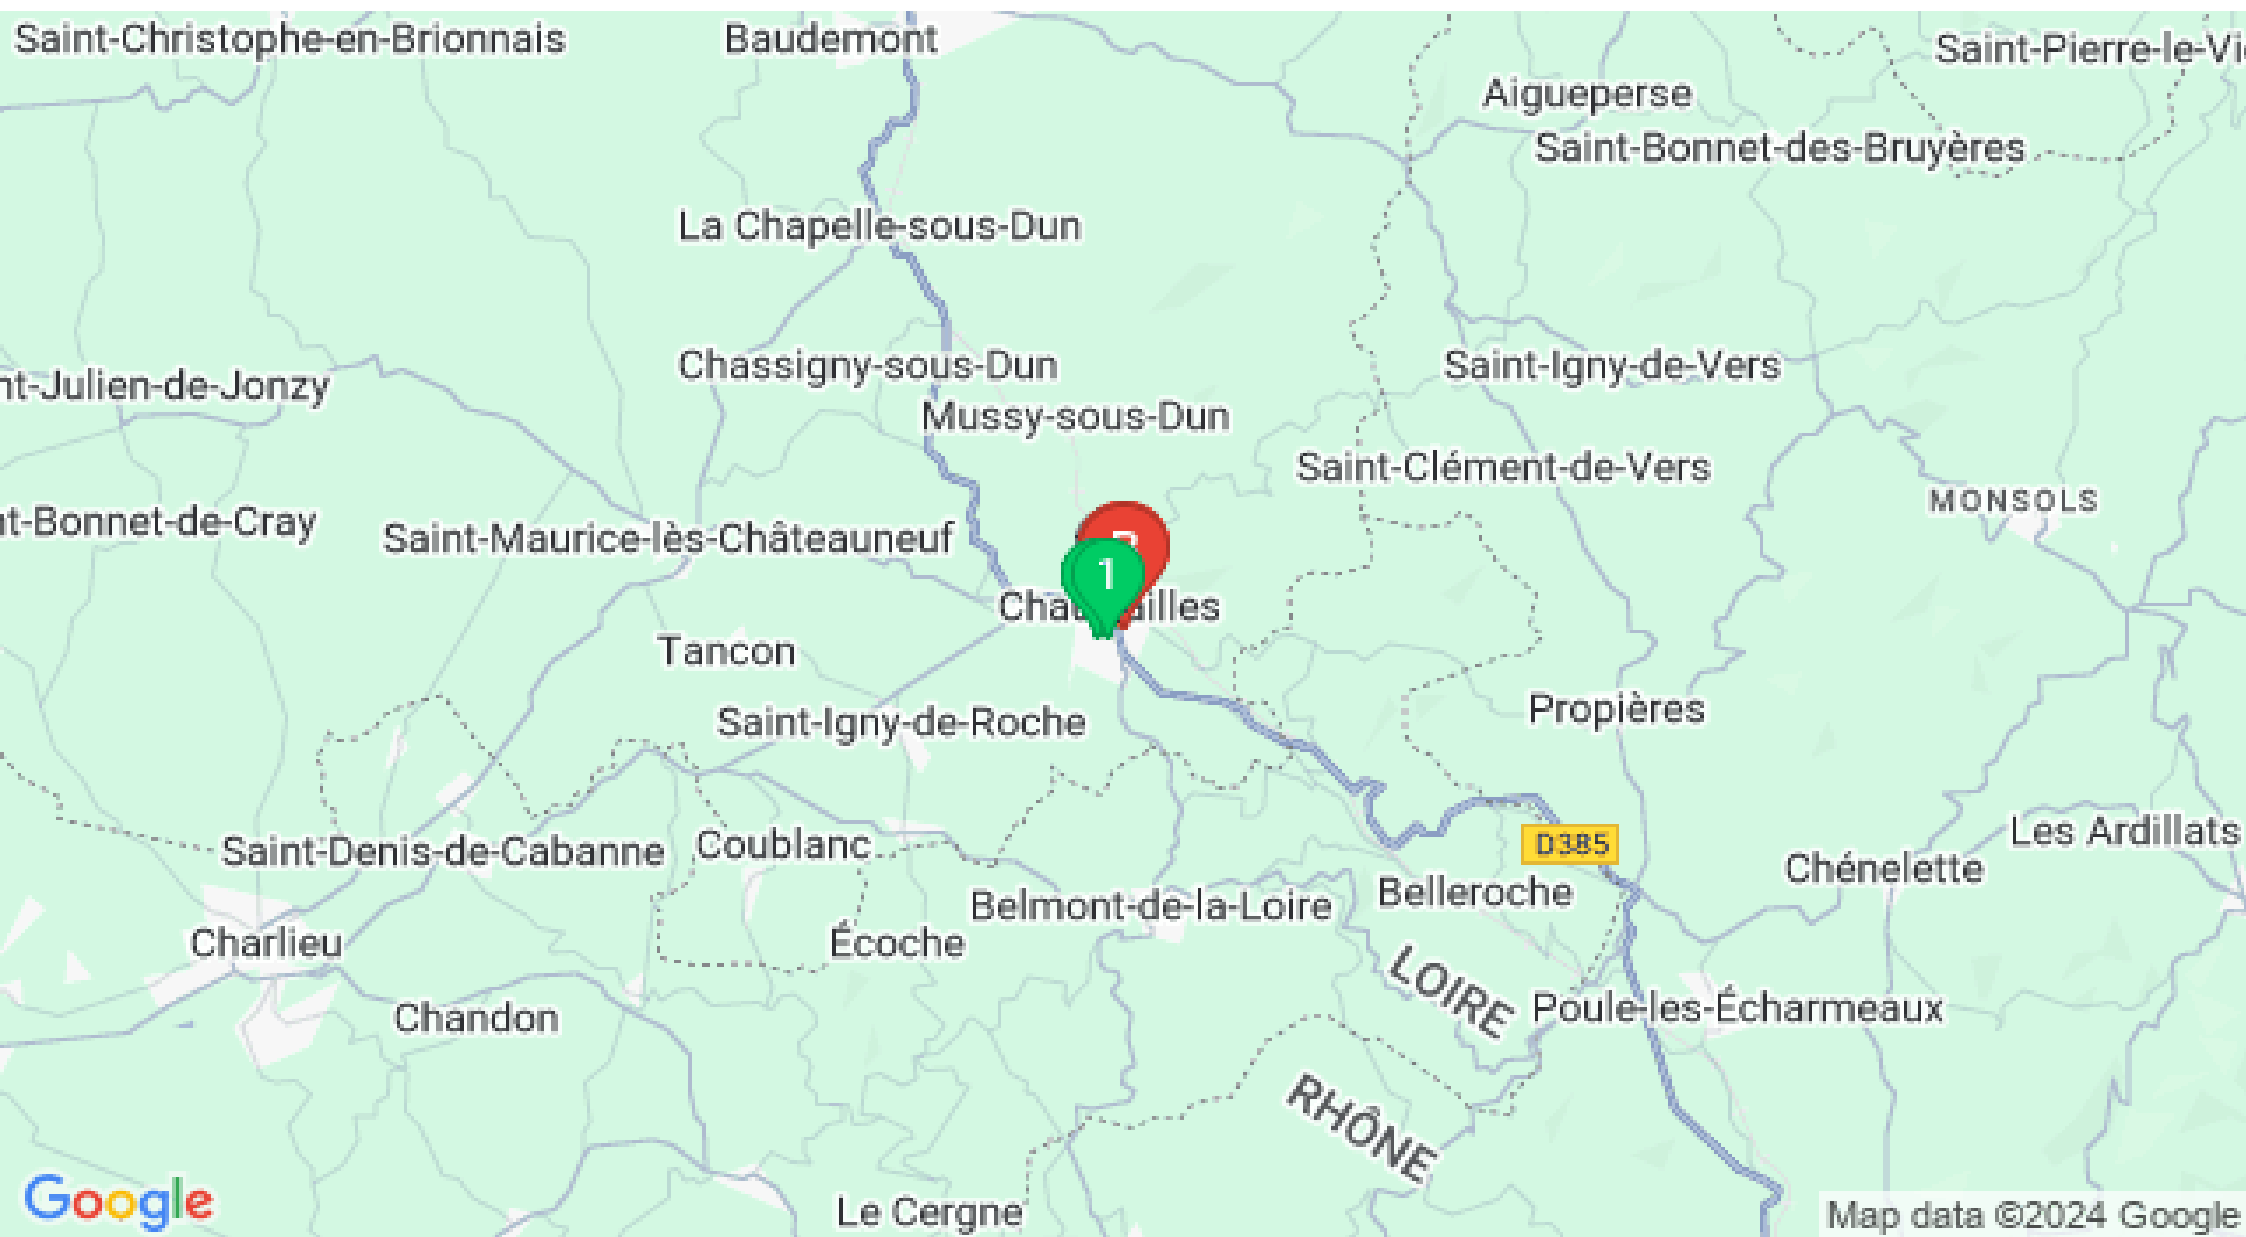 Saint-Christophe-en-Brionnais
Baudemont
Saint-Pierre-le-Vi
Aigueperse
Saint-Bonnet-des-Bruyères
La Chapelle-sous-Dun
Chassigny-sous-Dun
Saint-Igny-de-Vers
nt-Julien-de-Jonzy
Mussy-sous-Dun
Saint-Clément-de-Vers
MONSOLS
nt-Bonnet-de-Cray
Saint-Maurice-lès-Châteauneuf
1
Tancon
Saint-Igny-de-Roche
Propières
D385
Les Ardillats
Saint-Denis-de-Cabanne
Coublanc
Chénelette
Belleroche
Belmont-de-la-Loire
Charlieu
Écoche
LOIRE
Poule-les-Écharmeaux
Chandon
RHÔNE
Le Cergne
Google
Map data ©2024 Google